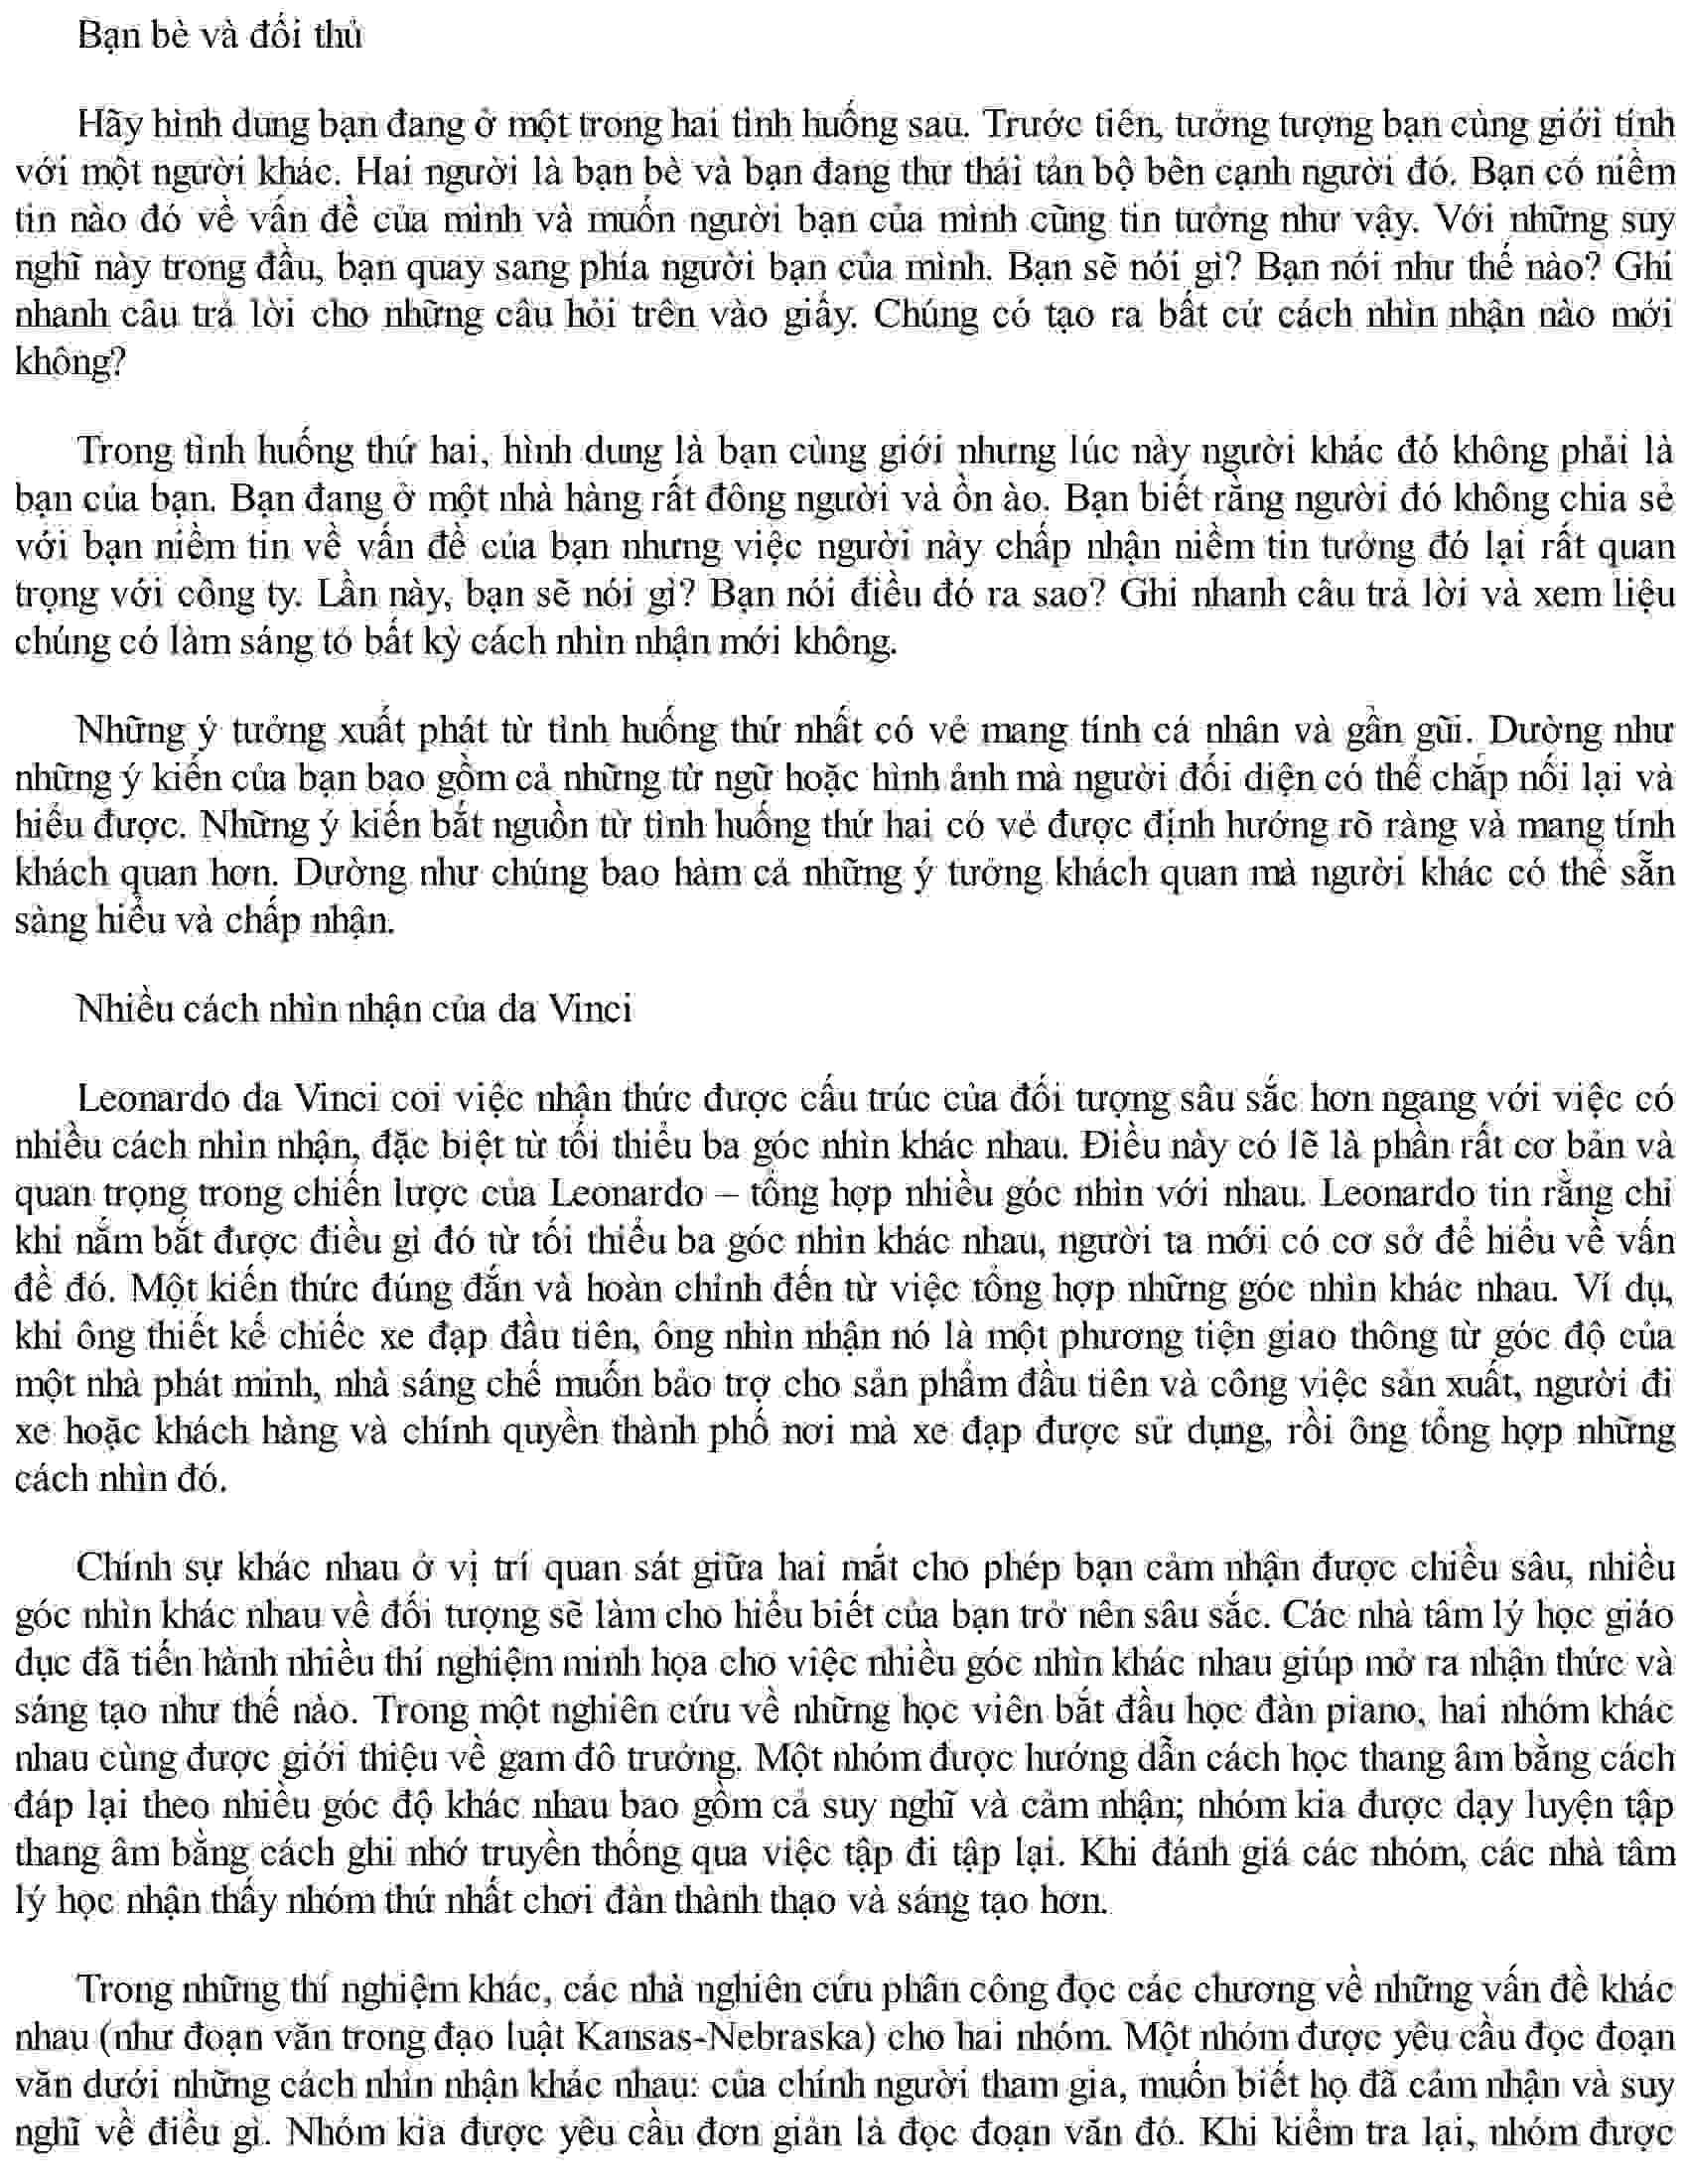 Bạn bè và đối thủ
Hãy hình dung bạn đang ở một trong hai tình huống sau. Trước tiên, tưởng tượng bạn cùng giới tính
với một người khác. Hai người là bạn bè và bạn đang thư thái tản bộ bên cạnh người đó. Bạn có niềm
tin nào đó về vấn đề của mình và muốn người bạn của mình cũng tin tưởng như vậy. Với những suy
nghĩ này trong đầu, bạn quay sang phía người bạn của mình. Bạn sẽ nói gì? Bạn nói như thế nào? Ghi
nhanh câu trả lời cho những câu hỏi trên vào giấy. Chúng có tạo ra bất cứ cách nhìn nhận nào mới
không?
Trong tình huống thứ hai, hình dung là bạn cùng giới nhưng lúc này người khác đó không phải là
bạn của bạn. Bạn đang ở một nhà hàng rất đông người và ồn ào. Bạn biết rằng người đó không chia sẻ
với bạn niềm tin về vấn đề của bạn nhưng việc người này chấp nhận niềm tin tưởng đó lại rất quan
trọng với công ty. Lần này, bạn sẽ nói gì? Bạn nói điều đó ra sao? Ghi nhanh câu trả lời và xem liệu
chúng có làm sáng tỏ bất kỳ cách nhìn nhận mới không.
Những ý tưởng xuất phát từ tình huống thứ nhất có vẻ mang tính cá nhân và gần gũi. Dường như
những ý kiến của bạn bao gồm cả những từ ngữ hoặc hình ảnh mà người đối diện có thể chắp nối lại và
hiểu được. Những ý kiến bắt nguồn từ tình huống thứ hai có vẻ được định hướng rõ ràng và mang tính
khách quan hơn. Dường như chúng bao hàm cả những ý tưởng khách quan mà người khác có thể sẵn
sàng hiểu và chấp nhận.
Nhiều cách nhìn nhận của da Vinci
Leonardo da Vinci coi việc nhận thức được cấu trúc của đối tượng sâu sắc hơn ngang với việc có
nhiều cách nhìn nhận, đặc biệt từ tối thiểu ba góc nhìn khác nhau. Điều này có lẽ là phần rất cơ bản và
quan trọng trong chiến lược của Leonardo – tổng hợp nhiều góc nhìn với nhau. Leonardo tin rằng chỉ
khi nắm bắt được điều gì đó từ tối thiểu ba góc nhìn khác nhau, người ta mới có cơ sở để hiểu về vấn
đề đó. Một kiến thức đúng đắn và hoàn chỉnh đến từ việc tổng hợp những góc nhìn khác nhau. Ví dụ,
khi ông thiết kế chiếc xe đạp đầu tiên, ông nhìn nhận nó là một phương tiện giao thông từ góc độ của
một nhà phát minh, nhà sáng chế muốn bảo trợ cho sản phẩm đầu tiên và công việc sản xuất, người đi
xe hoặc khách hàng và chính quyền thành phố nơi mà xe đạp được sử dụng, rồi ông tổng hợp những
cách nhìn đó.
Chính sự khác nhau ở vị trí quan sát giữa hai mắt cho phép bạn cảm nhận được chiều sâu, nhiều
góc nhìn khác nhau về đối tượng sẽ làm cho hiểu biết của bạn trở nên sâu sắc. Các nhà tâm lý học giáo
dục đã tiến hành nhiều thí nghiệm minh họa cho việc nhiều góc nhìn khác nhau giúp mở ra nhận thức và
sáng tạo như thế nào. Trong một nghiên cứu về những học viên bắt đầu học đàn piano, hai nhóm khác
nhau cùng được giới thiệu về gam đô trưởng. Một nhóm được hướng dẫn cách học thang âm bằng cách
đáp lại theo nhiều góc độ khác nhau bao gồm cả suy nghĩ và cảm nhận; nhóm kia được dạy luyện tập
thang âm bằng cách ghi nhớ truyền thống qua việc tập đi tập lại. Khi đánh giá các nhóm, các nhà tâm
lý học nhận thấy nhóm thứ nhất chơi đàn thành thạo và sáng tạo hơn.
Trong những thí nghiệm khác, các nhà nghiên cứu phân công đọc các chương về những vấn đề khác
nhau (như đoạn văn trong đạo luật Kansas-Nebraska) cho hai nhóm. Một nhóm được yêu cầu đọc đoạn
văn dưới những cách nhìn nhận khác nhau: của chính người tham gia, muốn biết họ đã cảm nhận và suy
nghĩ về điều gì. Nhóm kia được yêu cầu đơn giản là đọc đoạn văn đó. Khi kiểm tra lại, nhóm được